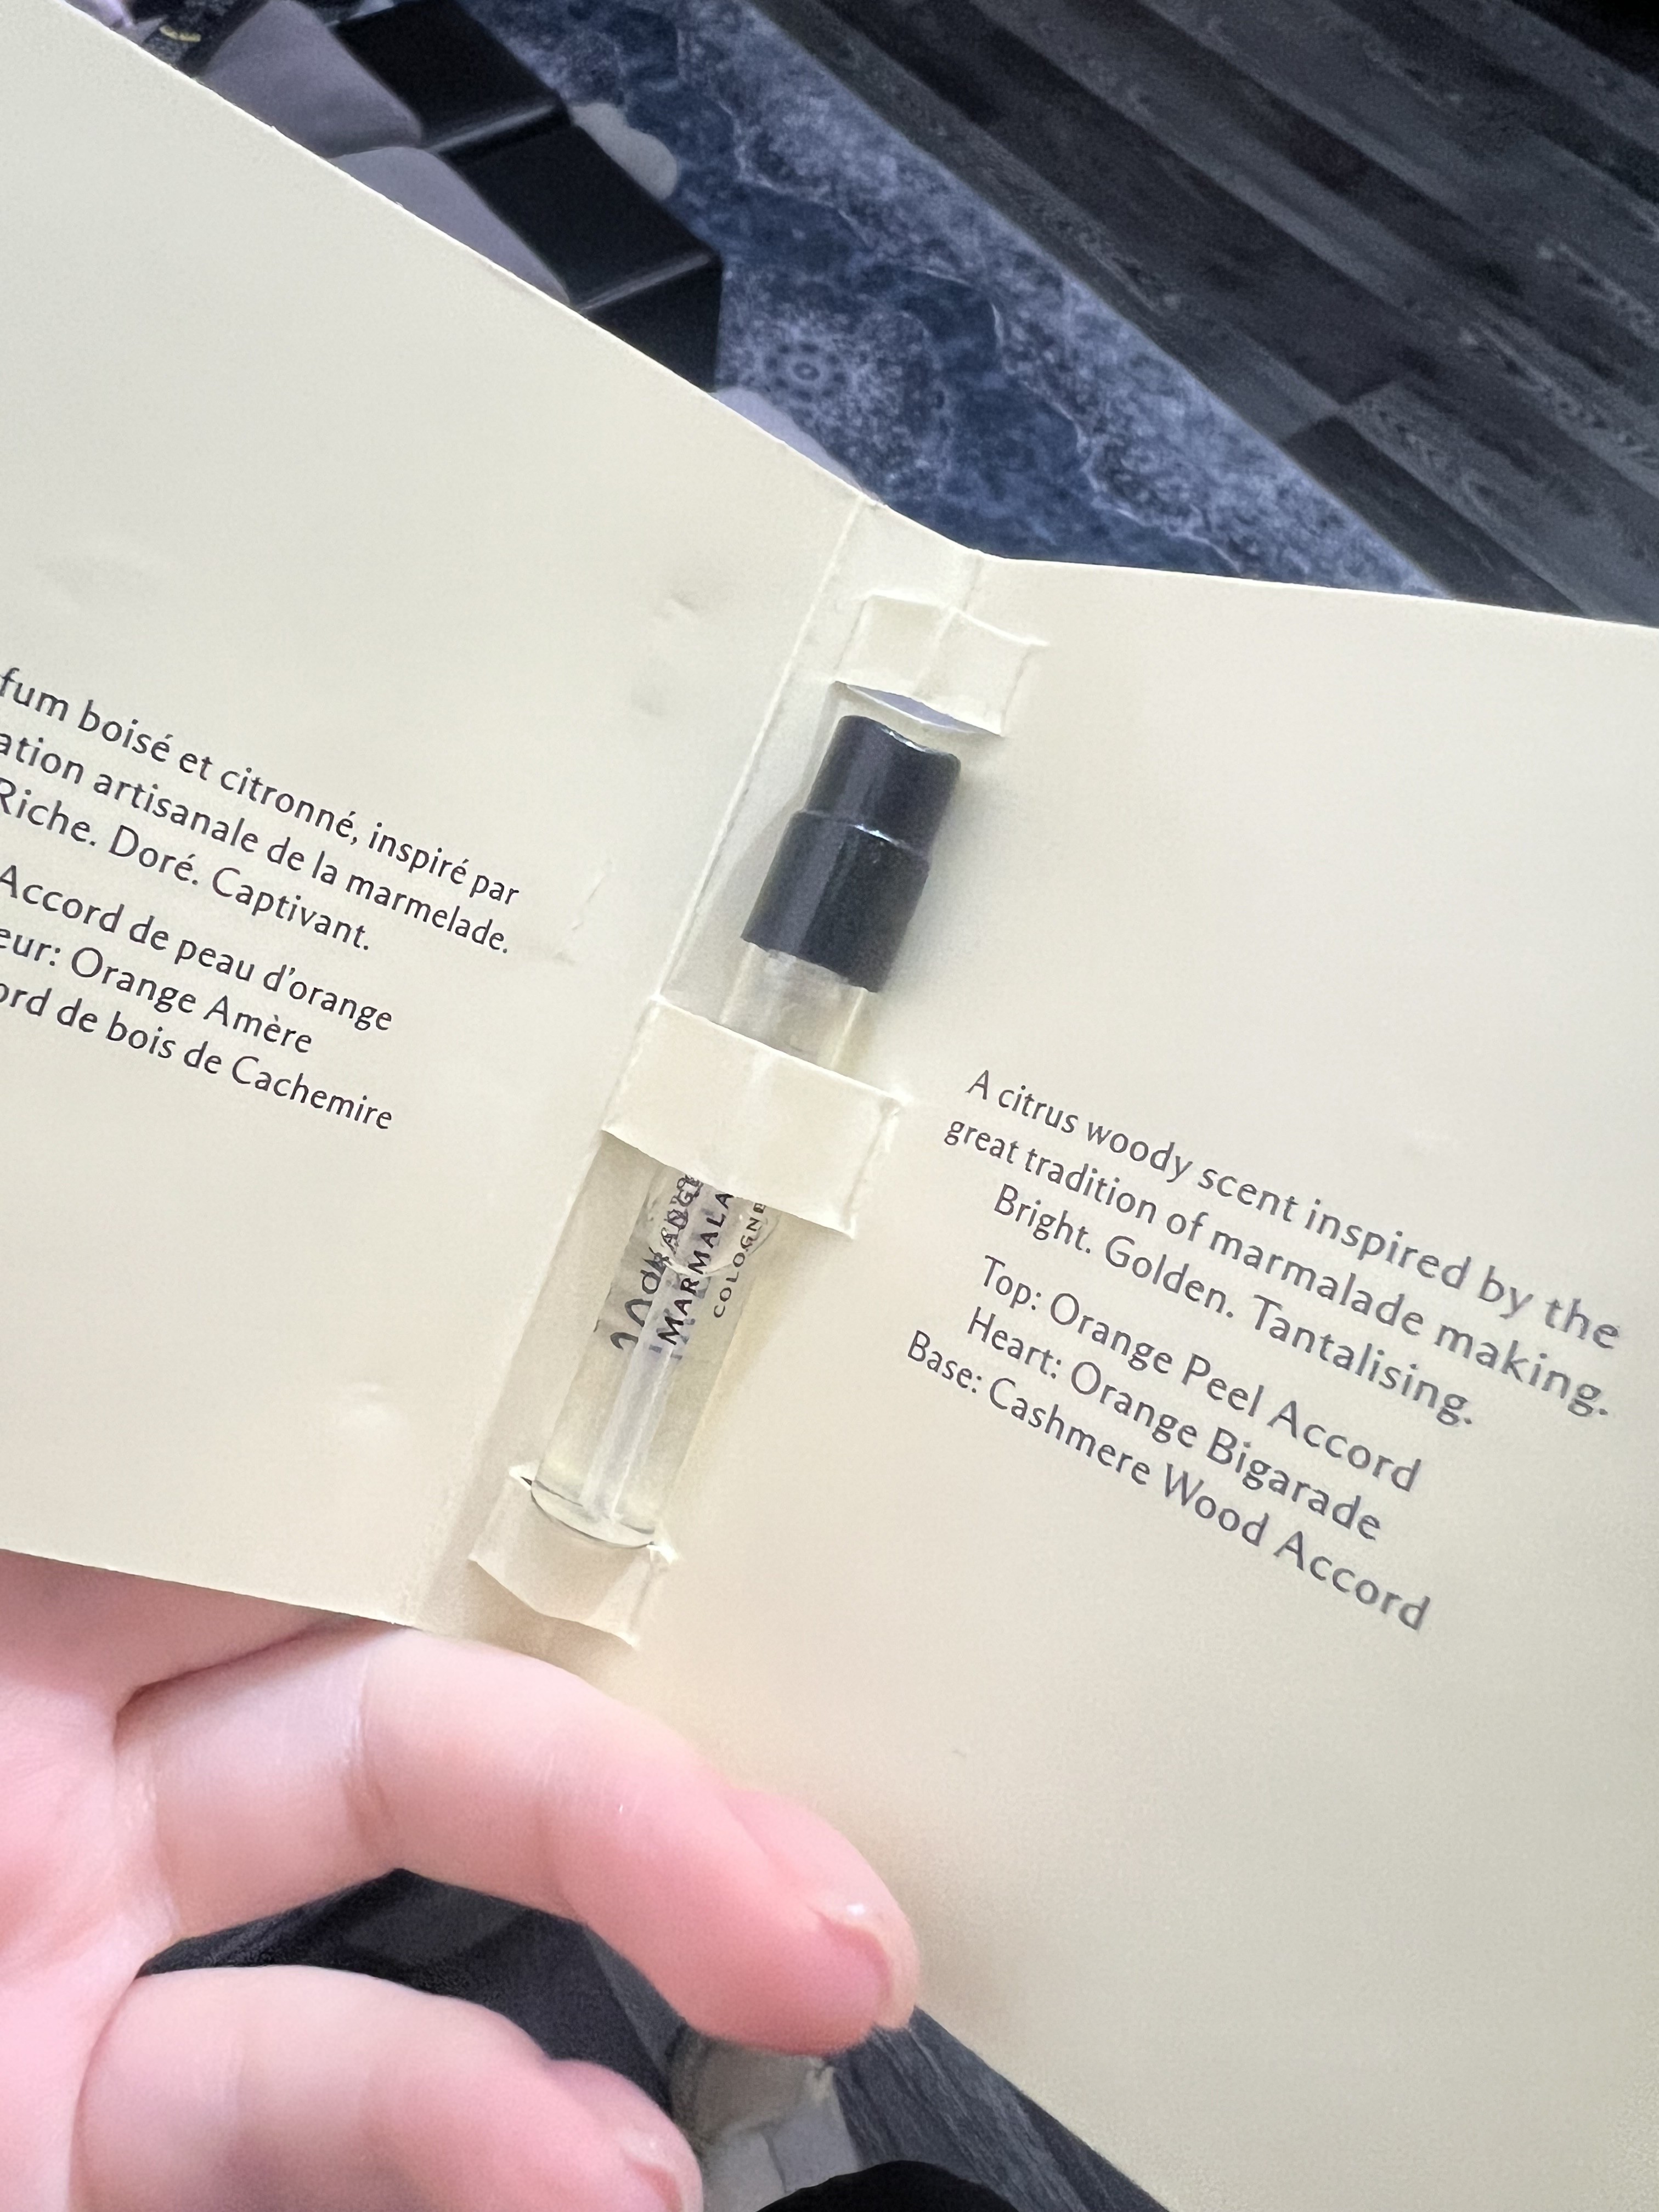 fum boisé et citronné, inspiré par
ation artisanale de la marmelade.
Riche. Doré. Captivant.
Accord de peau d'orange
eur: Orange Amère
ord de bois de Cachemire
ORANGE
MARMALA
COLOGNE
A citrus woody scent inspired by the
great tradition of marmalade making.
Bright. Golden. Tantalising.
Top: Orange Peel Accord
Heart: Orange Bigarade
Base: Cashmere Wood Accord